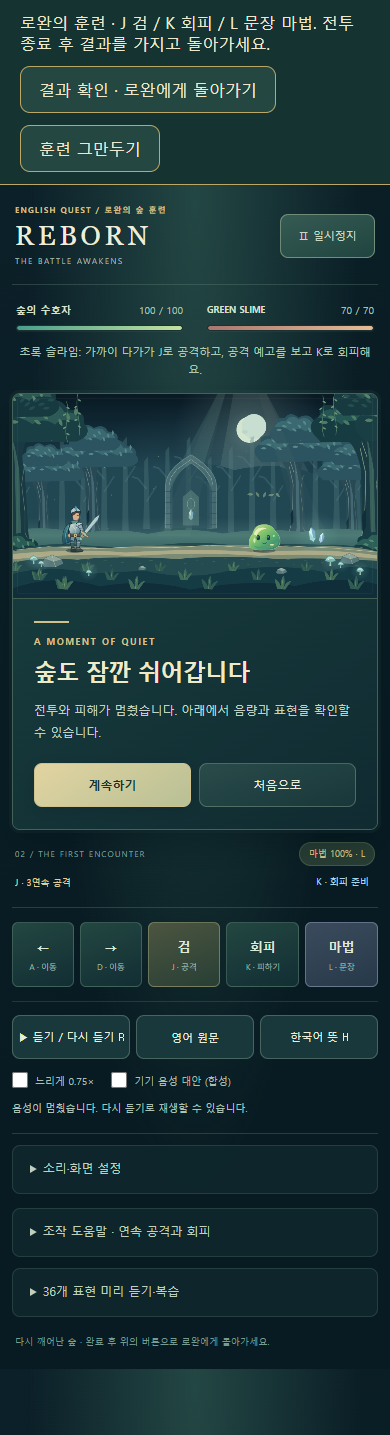 로완의 훈련 · J 검 / K 회피 / L 문장 마법. 전투
종료 후 결과를 가지고 돌아가세요.
결과 확인 · 로완에게 돌아가기
훈련 그만두기
ENGLISH QUEST / 로완의 숲 훈련
REBORN
THE BATTLE AWAKENS
Ⅱ 일시정지
숲의 수호자
100 / 100
GREEN SLIME
70 / 70
초록 슬라임: 가까이 다가가 J로 공격하고, 공격 예고를 보고 K로 회피해
요.
A MOMENT OF QUIET
숲도 잠깐 쉬어갑니다
전투와 피해가 멈췄습니다. 아래에서 음량과 표현을 확인할
수 있습니다.
계속하기
처음으로
02 / THE FIRST ENCOUNTER
마법 100% · L
J · 3연속 공격
K · 회피 준비
←
→
검
회피
마법
A · 이동
D · 이동
J · 공격
K · 피하기
L · 문장
▶ 듣기 / 다시 듣기 R
영어 원문
한국어 뜻 H
느리게 0.75×
기기 음성 대안 (합성)
음성이 멈췄습니다. 다시 듣기로 재생할 수 있습니다.
▶ 소리·화면 설정
▶ 조작 도움말 · 연속 공격과 회피
▶ 36개 표현 미리 듣기·복습
다시 깨어난 숲 · 완료 후 위의 버튼으로 로완에게 돌아가세요.